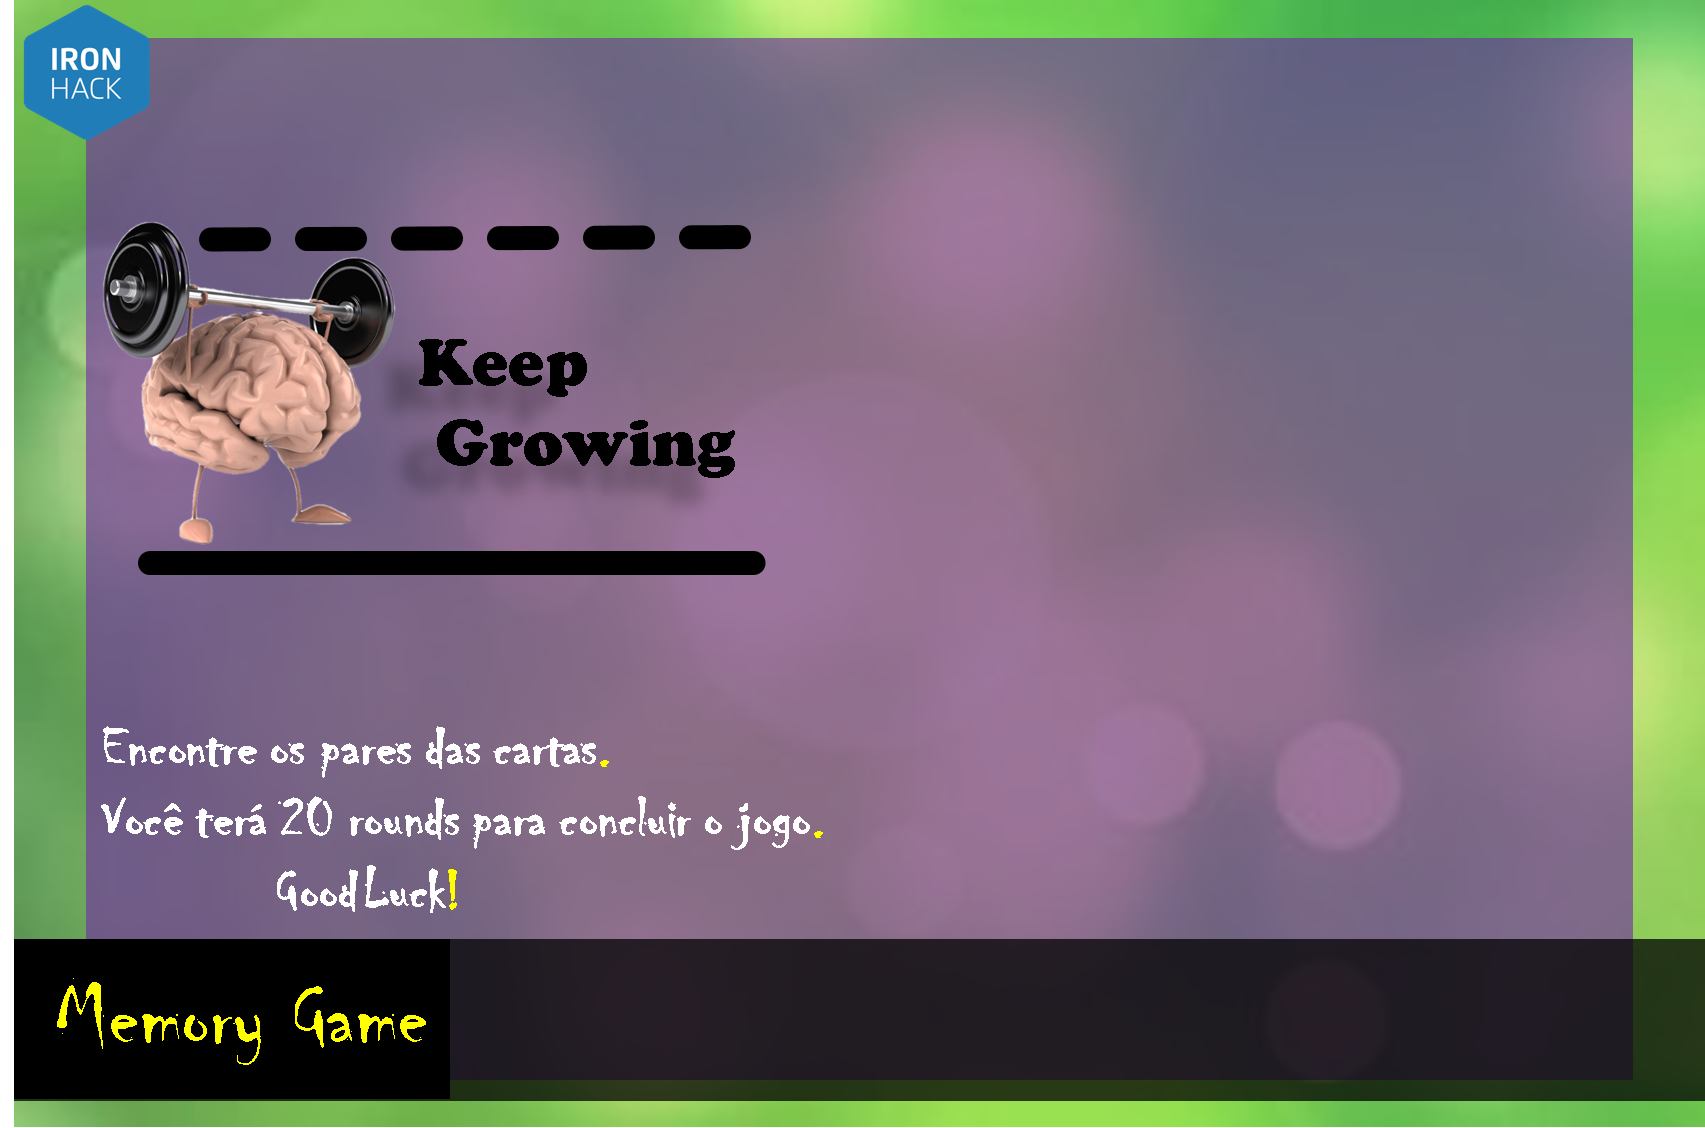 IRON
HACK
Keep
Growing
Encontre os pares das cartas.
Você terá 20 rounds para concluir o jogo.
Good Luck!
Memory Game